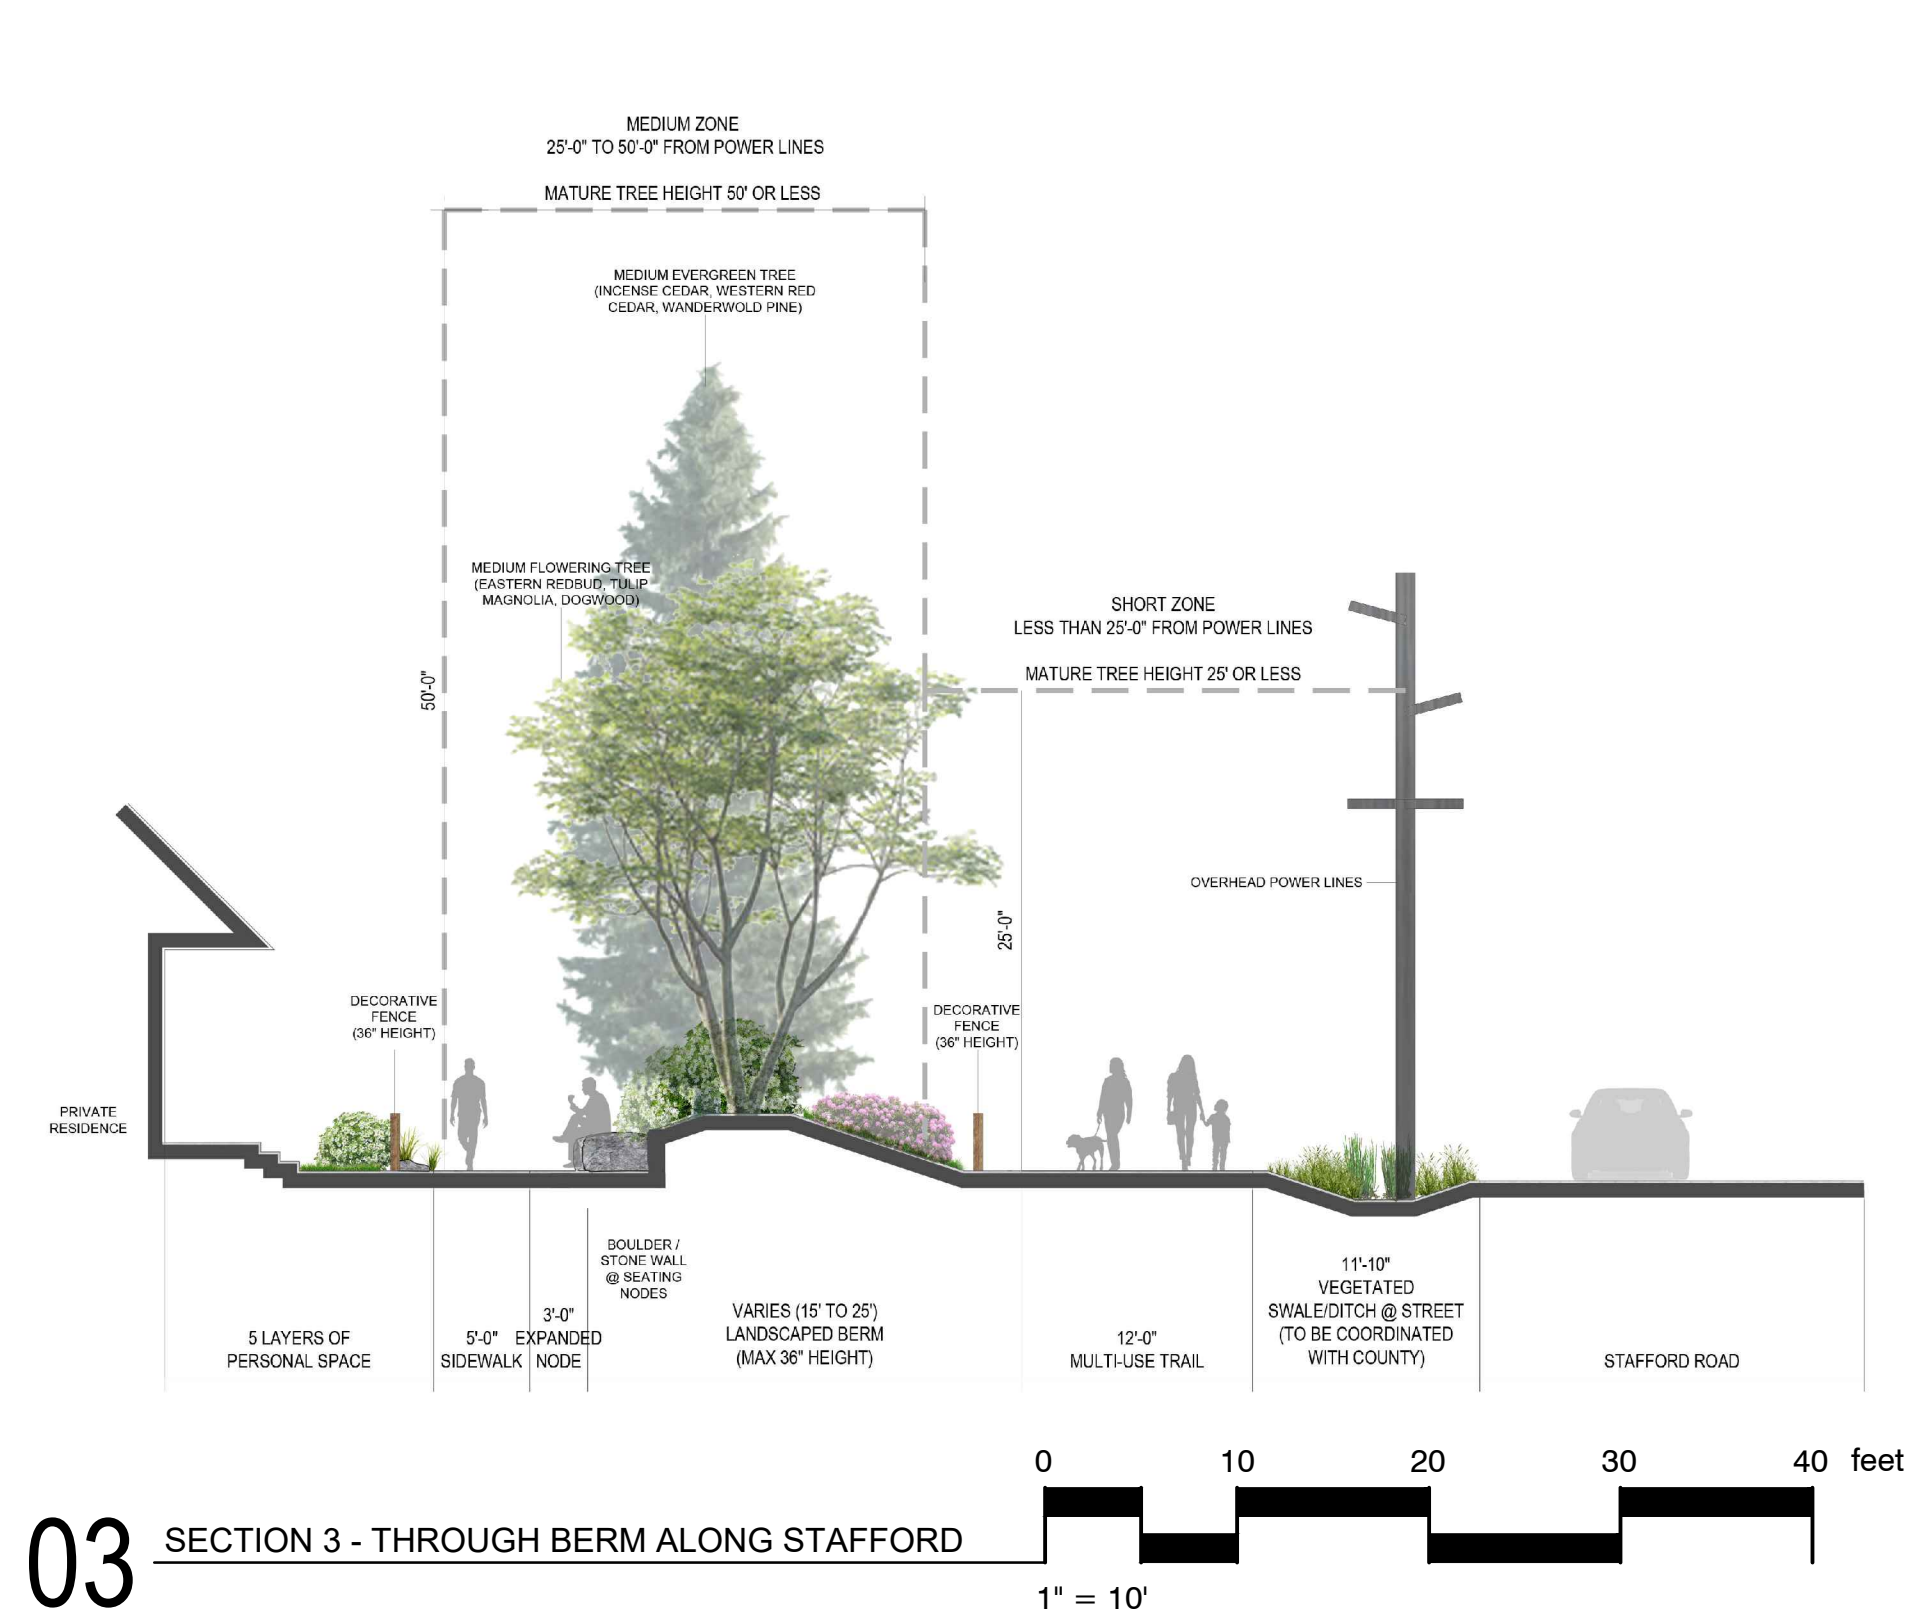 MEDIUM ZONE
25'-0" TO 50'-0" FROM POWER LINES
MATURE TREE HEIGHT 50' OR LESS
MEDIUM EVERGREEN TREE
(INCENSE CEDAR, WESTERN RED
CEDAR, WANDERWOLD PINE)
MEDIUM FLOWERING TREE
(EASTERN REDBUD, TULIP
MAGNOLIA, DOGWOOD)
50'-0"
SHORT ZONE
LESS THAN 25'-0" FROM POWER LINES
MATURE TREE HEIGHT 25' OR LESS
OVERHEAD POWER LINES
25'-0"
DECORATIVE
FENCE
(36" HEIGHT)
DECORATIVE
FENCE
(36" HEIGHT)
PRIVATE
RESIDENCE
5 LAYERS OF
PERSONAL SPACE
5'-0"
SIDEWALK
3'-0"
EXPANDED
NODE
BOULDER /
STONE WALL
@ SEATING
NODES
VARIES (15' TO 25')
LANDSCAPED BERM
(MAX 36" HEIGHT)
12'-0"
MULTI-USE TRAIL
11'-10"
VEGETATED
SWALE/DITCH @ STREET
(TO BE COORDINATED
WITH COUNTY)
STAFFORD ROAD
0 10 20 30 40 feet
03 SECTION 3 - THROUGH BERM ALONG STAFFORD
1" = 10'